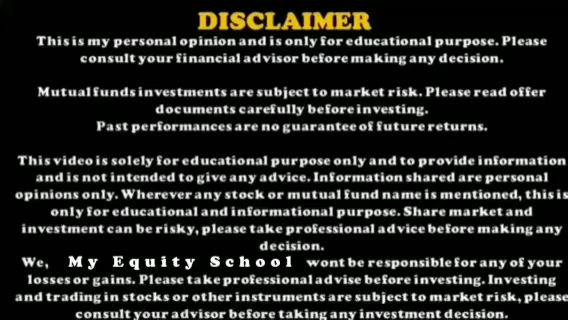 DISCLAIMER
This is my personal opinion and is only for educational purpose. Please
consult your financial advisor before making any decision.
Mutual funds investments are subject to market risk. Please read offer
documents carefully before investing.
Past performances are no guarantee of future returns.
This video is solely for educational purpose only and to provide information
and is not intended to give any advice. Information shared are personal
opinions only. Wherever any stock or mutual fund name is mentioned, this is
only for educational and informational purpose. Share market and
investment can be risky, please take professional advice before making any
decision.
We, My Equity School wont be responsible for any of your
losses or gains. Please take professional advise before investing. Investing
and trading in stocks or other instruments are subject to market risk, please
consult your advisor before taking any investment decision.